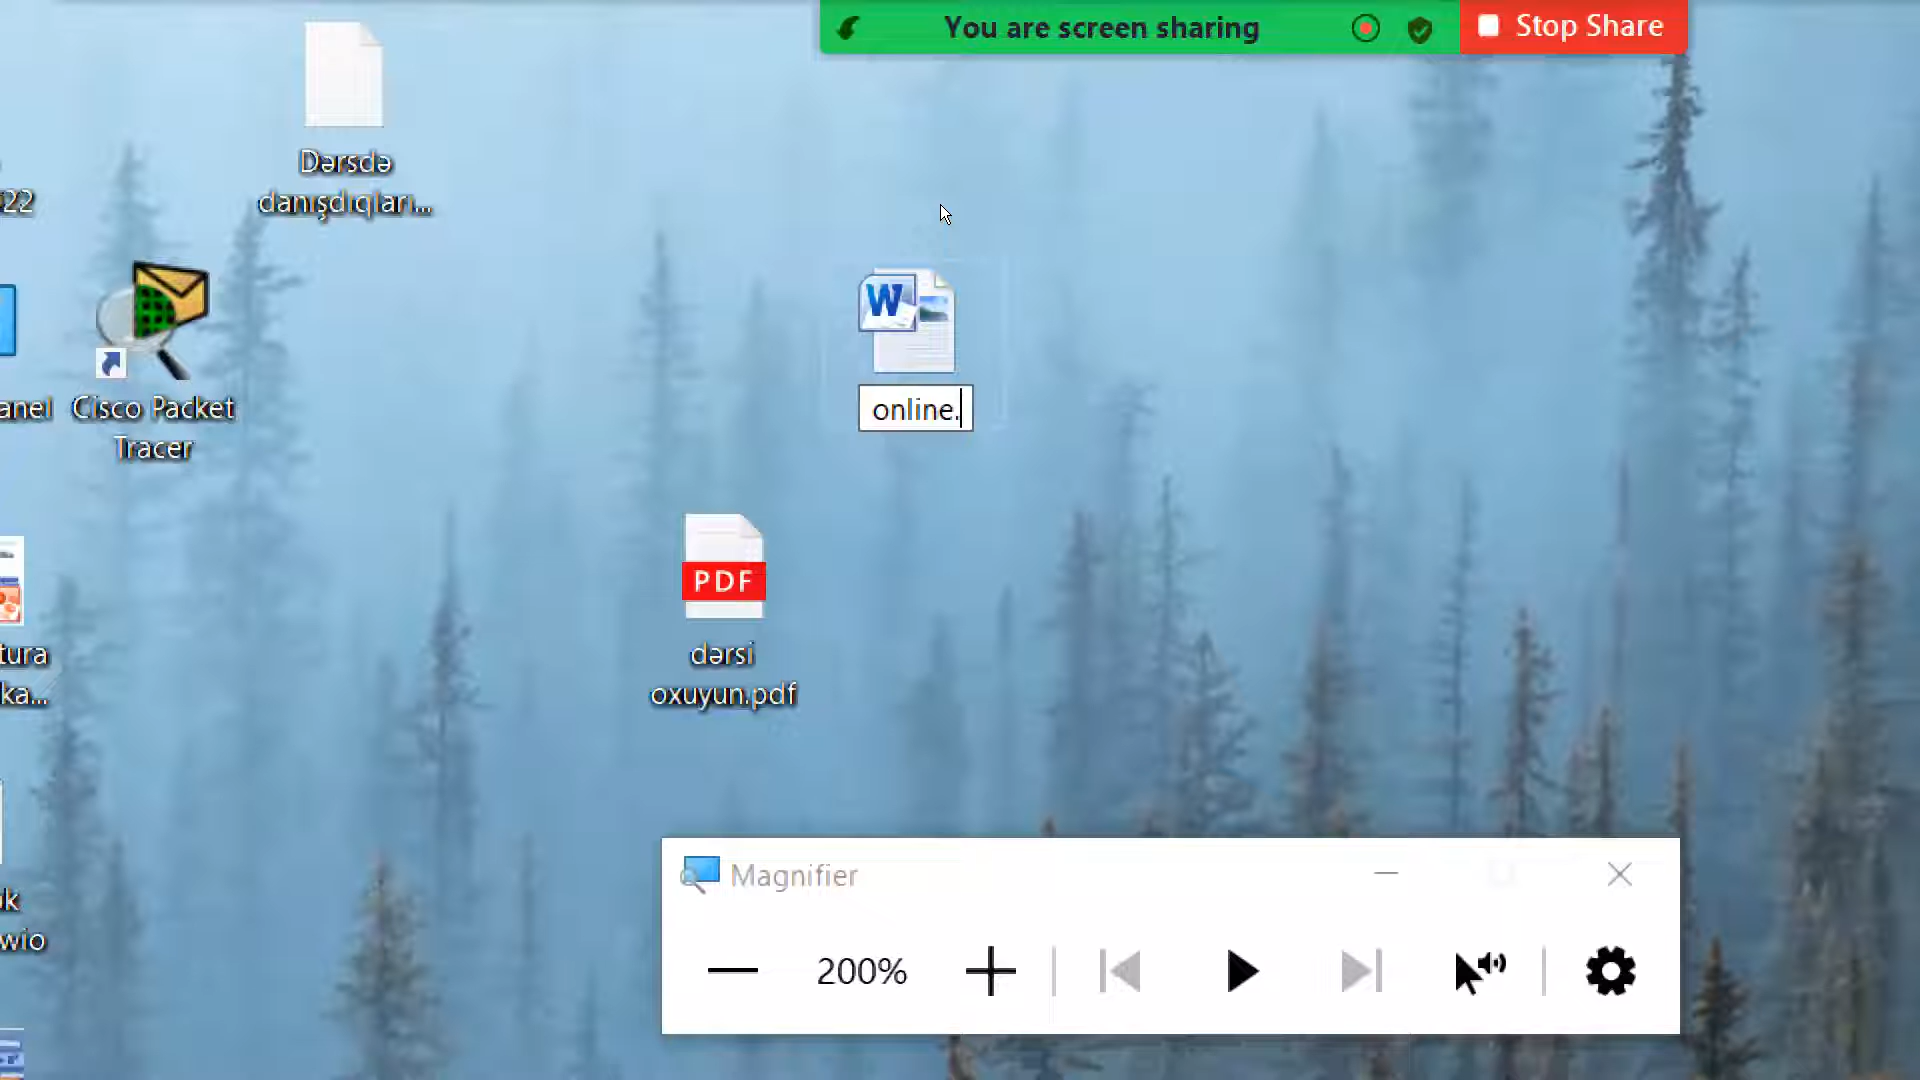 You are screen sharing
Stop Share
Dərsdə
danışdıqları...
22
W
online.
anel
Cisco Packet
Tracer
PDF
dərsi
oxuyun.pdf
tura
ka...
k
wio
Magnifier
200%